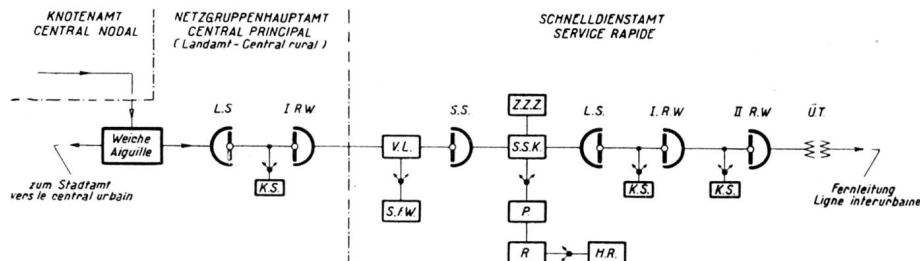 KNOTENAMT
CENTRAL NODAL
NETZGRUPPENHAUPTAMT
CENTRAL PRINCIPAL
(Landamt-Central rural)
SCHNELLDIENSTAMT
SERVICE RAPIDE
L.S
I R.W.
S.S.
Z.Z.Z.
L.S.
I.R.W
II R.W
Ü.T.
Weiche
Aiguille
V.L.
S.S.K.
K.S.
K.S.
K.S.
zum Stadtamt
vers le central urbain
S.f.W.
P.
Fernleitung
Ligne interurbaine
R
H.R.